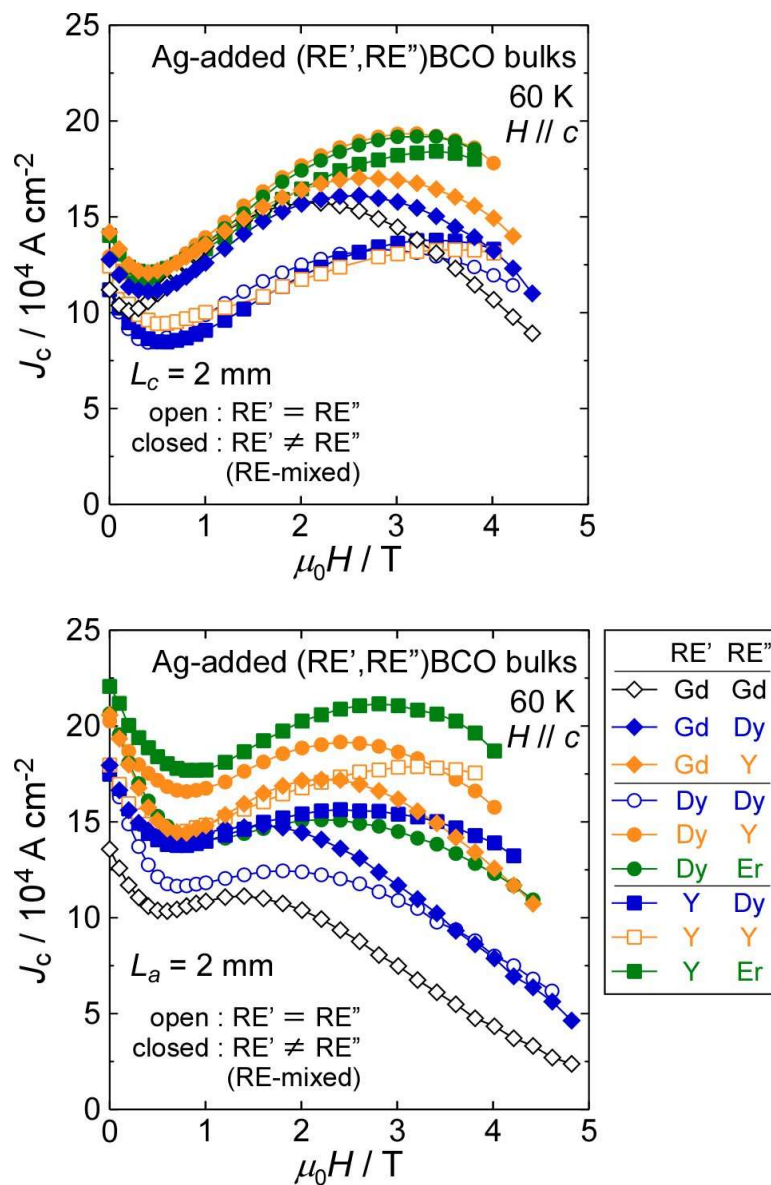 Ag-added (RE',RE”)BCO bulks
60 K
H // c
25
20
15
10
5
0
J_c / 10^4 A cm^-2
L_c = 2 mm
open : RE' = RE”
closed : RE' ≠ RE”
(RE-mixed)
0 1 2 3 4 5
μ_0H / T
Ag-added (RE',RE”)BCO bulks
60 K
H // c
25
20
15
10
5
0
J_c / 10^4 A cm^-2
L_a = 2 mm
open : RE' = RE”
closed : RE' ≠ RE”
(RE-mixed)
0 1 2 3 4 5
μ_0H / T
RE' RE”
Gd Gd
Gd Dy
Gd Y
Dy Dy
Dy Y
Dy Er
Y Dy
Y Y
Y Er